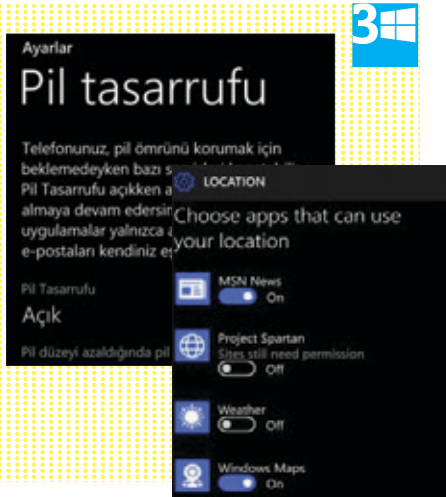 3
Ayarlar
Pil tasarrufu
Telefonunuz, pil ömrünü korumak için
beklemedeyken bazı
Pil Tasarrufu açıkken
almaya devam
uygulamalar yalnızca
e-postaları kendiniz
Pil Tasarrufu
Açık
Pil düzeyi azaldığında pil
LOCATION
Choose apps that can use
your location
MSN News
On
Project Spartan
Sites still need permission
Off
Weather
Off
Windows Maps
On